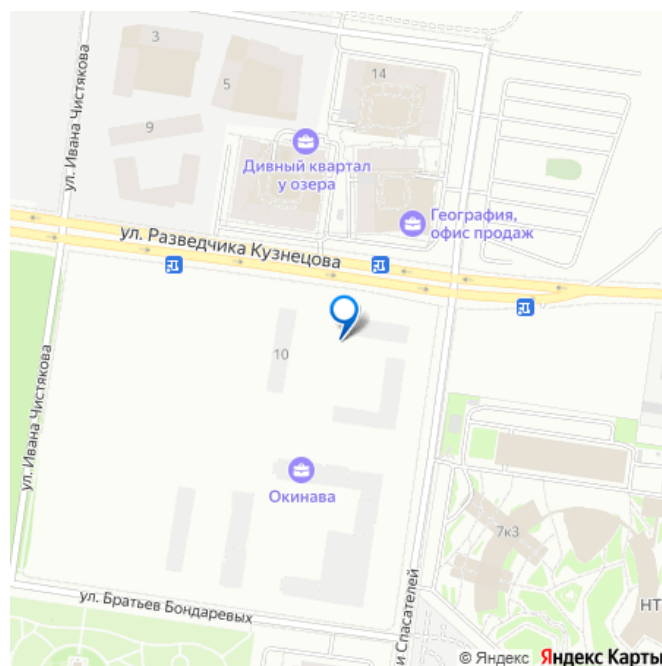 3
14
5
ул. Ивана Чистякова
9
Дивный квартал
у озера
География,
офис продаж
ул. Разведчика Кузнецова
10
ул. Ивана Чистякова
Окинава
7к3
ул. Братьев Бондаревых
и Спасателей
НТ
© Яндекс Яндекс Карты